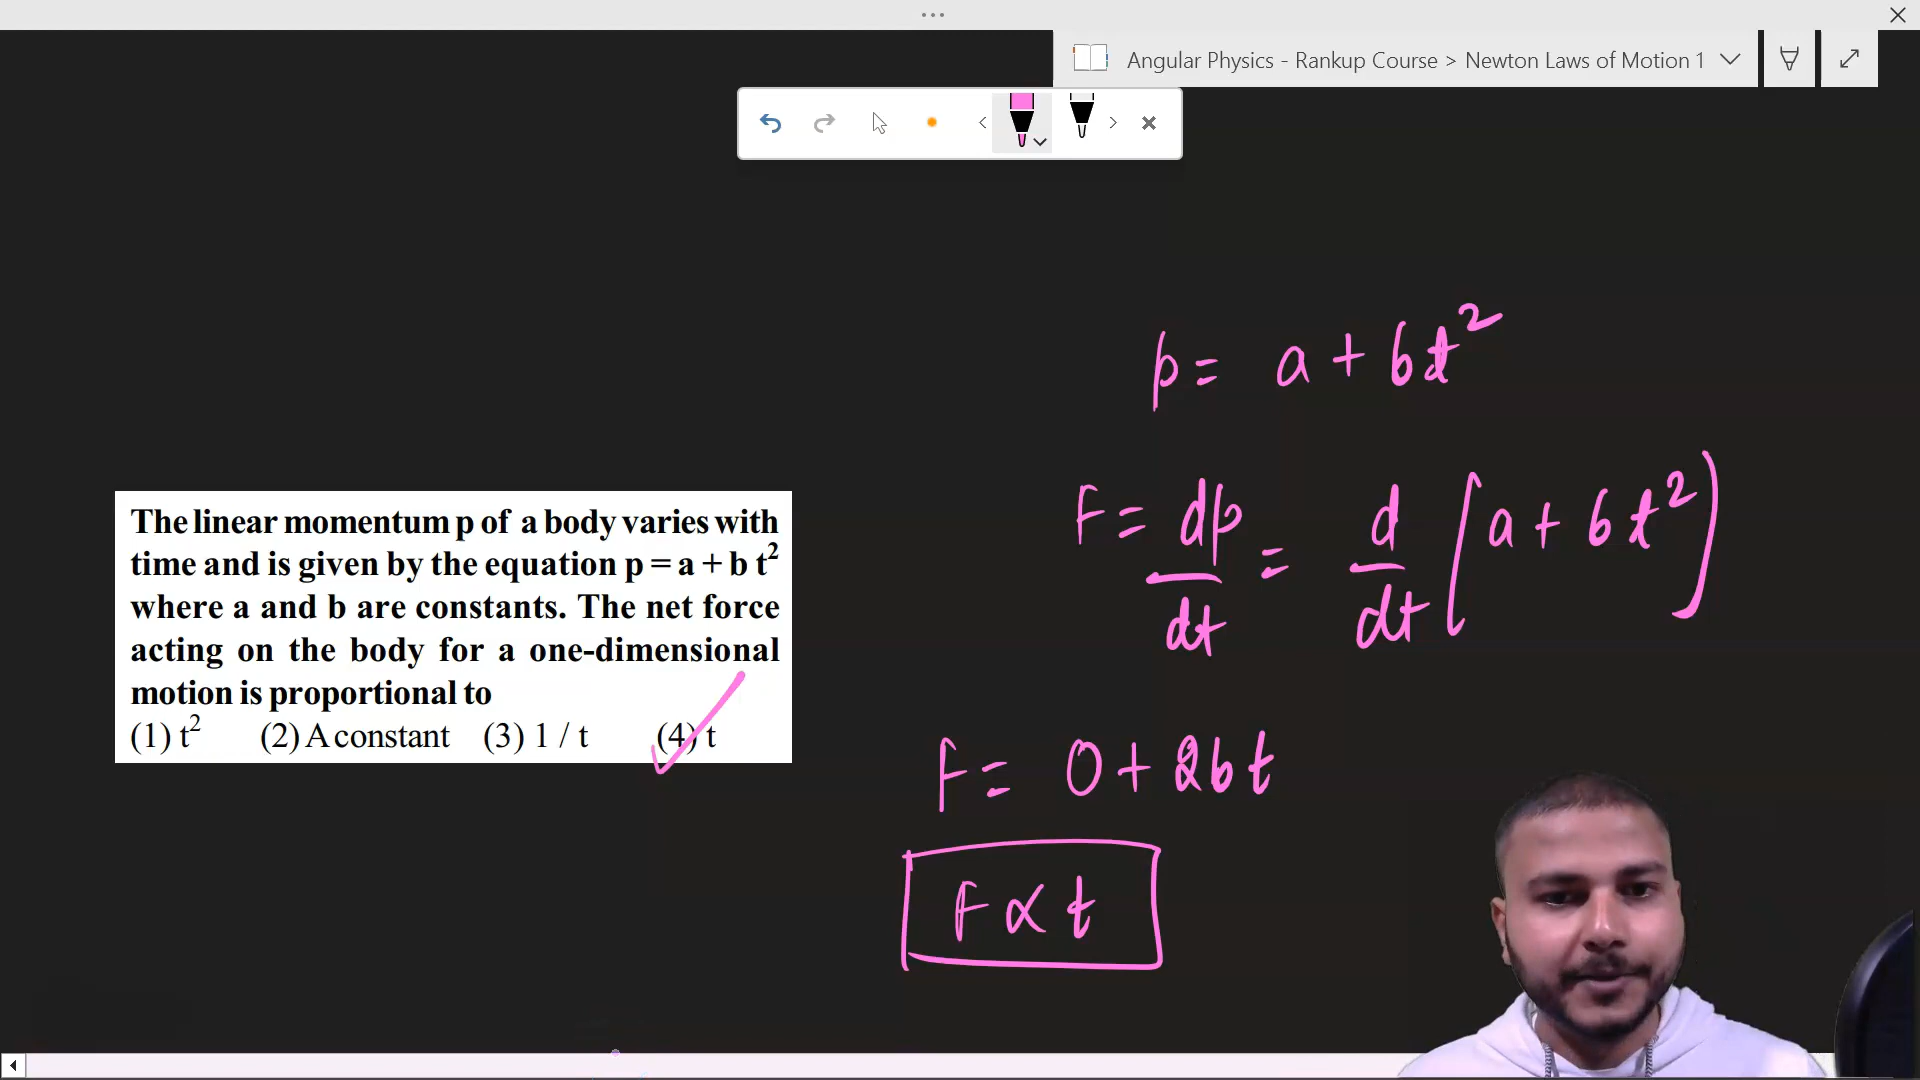 Angular Physics - Rankup Course > Newton Laws of Motion 1
The linear momentum p of a body varies with
time and is given by the equation p = a + b t²
where a and b are constants. The net force
acting on the body for a one-dimensional
motion is proportional to
(1) t² (2) A constant (3) 1 / t (4) t
p = a + bt²
F = dp/dt = d/dt (a + bt²)
F = 0 + 2bt
F ∝ t